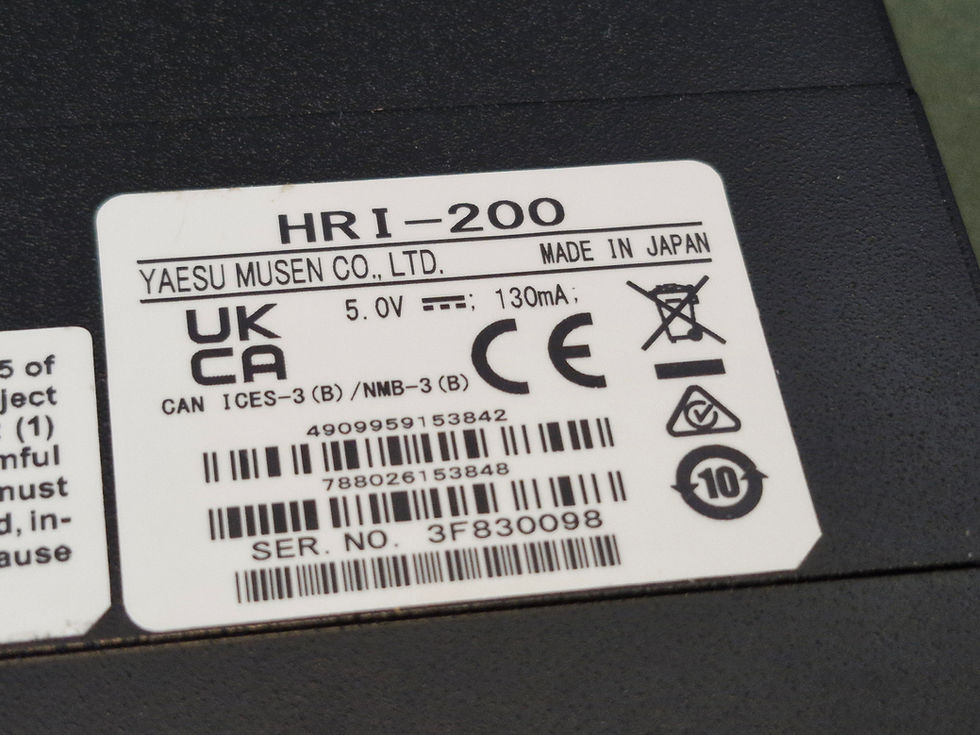 HRI-200
YAESU MUSEN CO., LTD. MADE IN JAPAN
5.0V ; 130mA;
UK
CA
CE
CAN ICES-3(B)/NMB-3(B)
4909959153842
788026153848
SER. NO. 3F830098
10
5 of
ject
(1)
mful
must
d, in-
ause